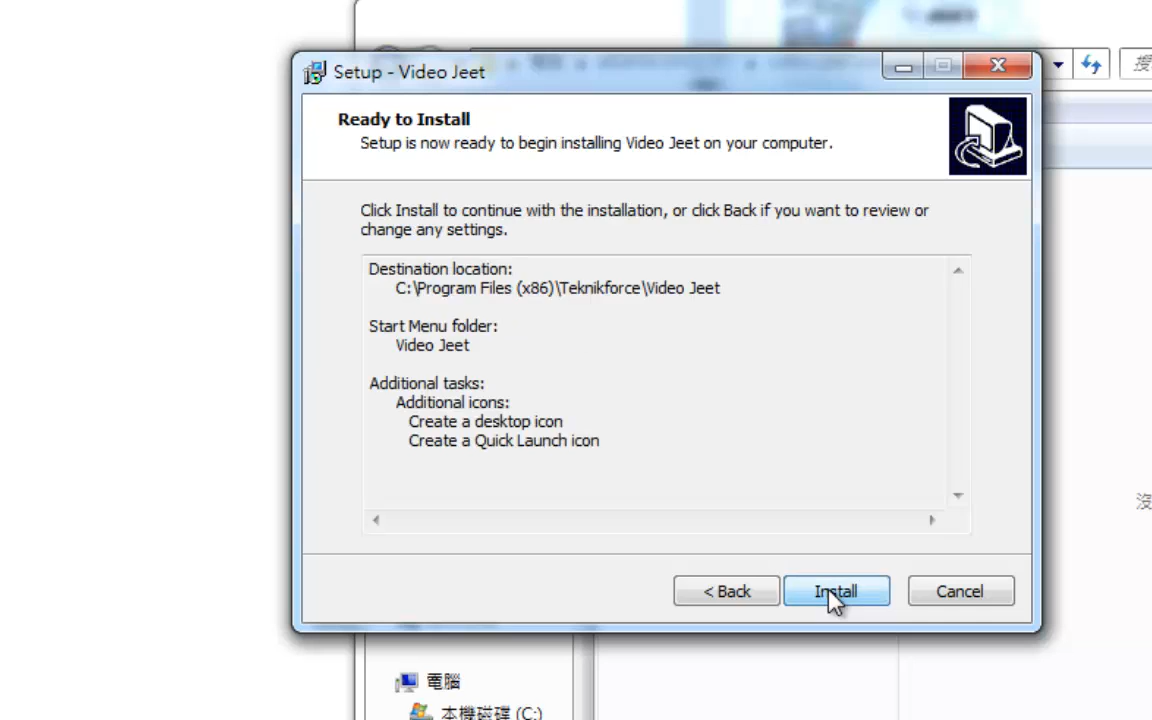 Setup - Video Jeet
搜
Ready to Install
Setup is now ready to begin installing Video Jeet on your computer.
Click Install to continue with the installation, or click Back if you want to review or
change any settings.
Destination location:
C:\Program Files (x86)\Teknikforce\Video Jeet
Start Menu folder:
Video Jeet
Additional tasks:
Additional icons:
Create a desktop icon
Create a Quick Launch icon
沒
< Back
Install
Cancel
電腦
本機磁碟 (C:)